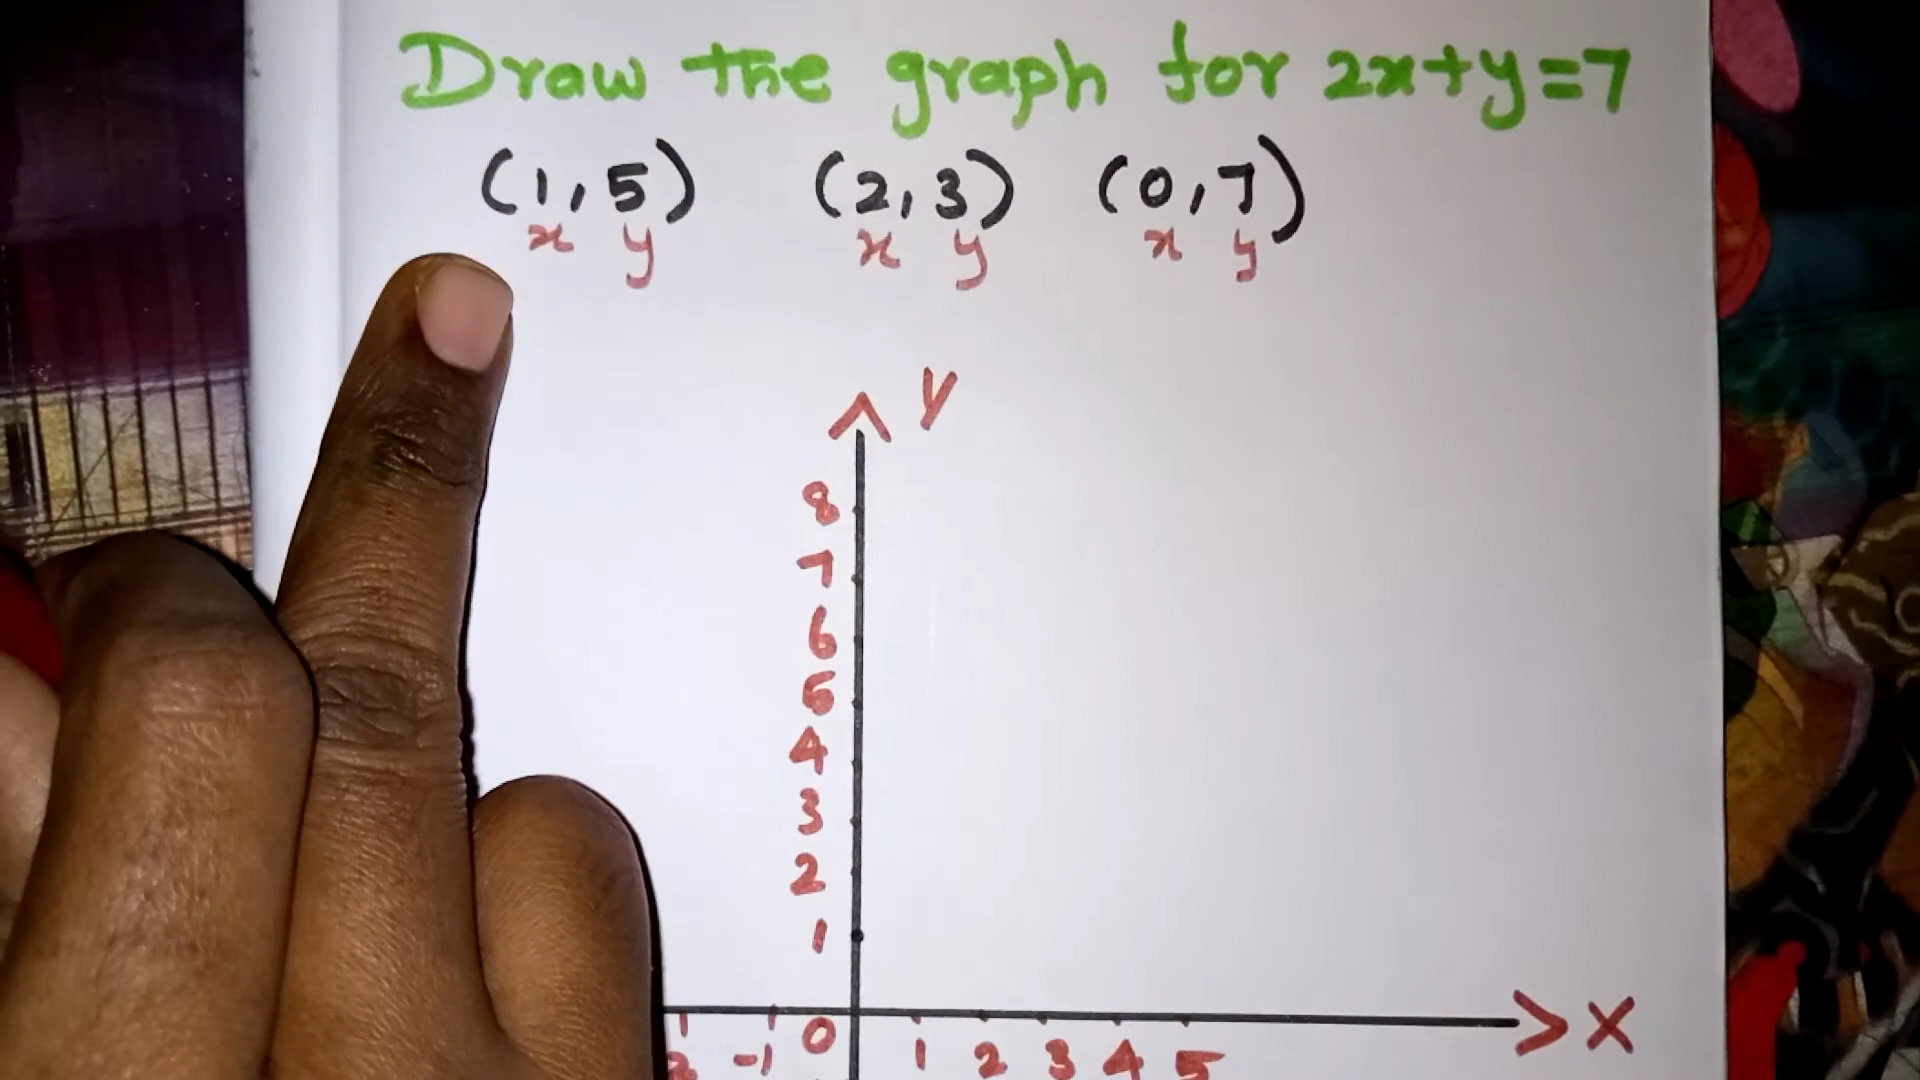 Draw the graph for 2x+y=7
(1,5) (2,3) (0,7)
x y x y x y
Y
8
7
6
5
4
3
2
1
X
2 -1 0 1 2 3 4 5